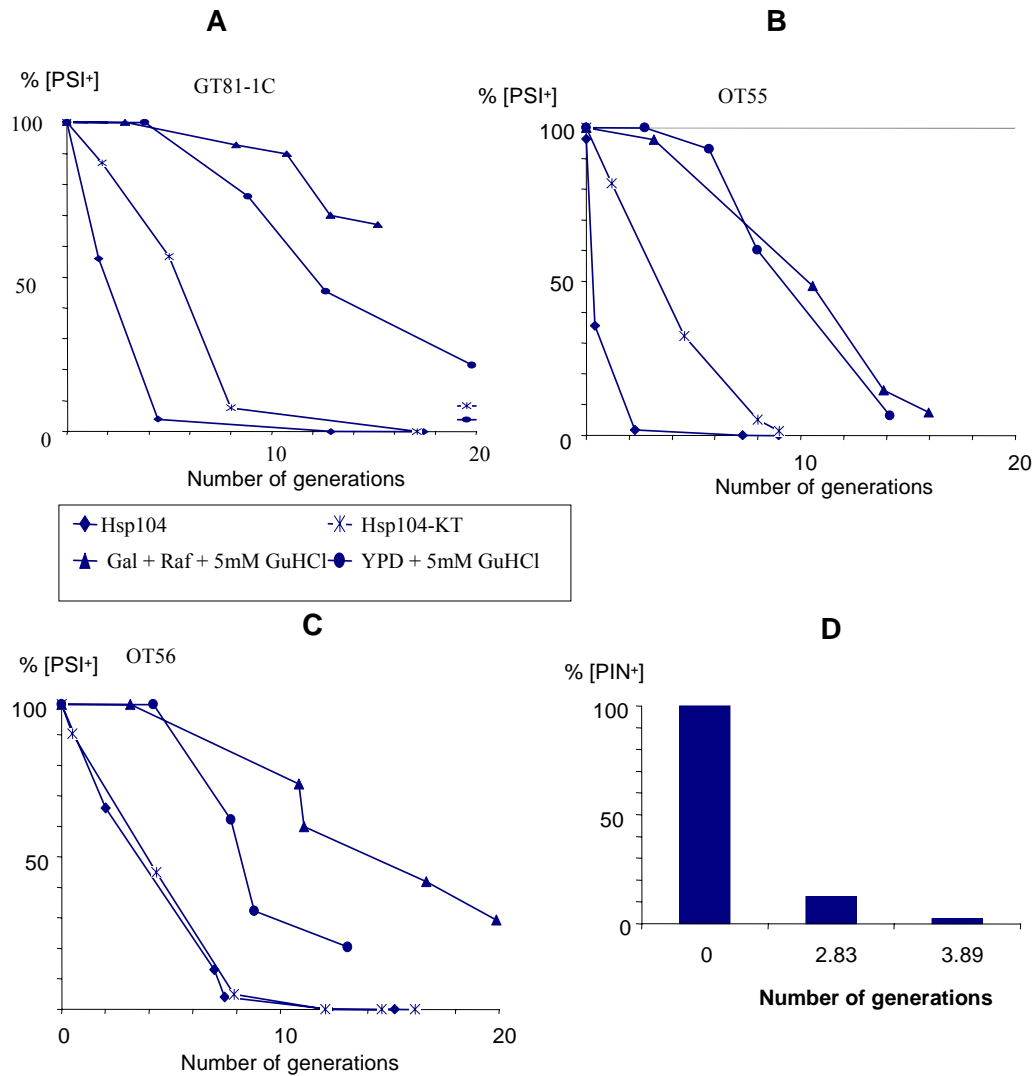 A
% [PSI+]
GT81-1C
100
50
0
10
20
Number of generations
B
% [PSI+]
OT55
100
50
0
10
20
Number of generations
Hsp104
Hsp104-KT
Gal + Raf + 5mM GuHCl
YPD + 5mM GuHCl
C
% [PSI+]
OT56
100
50
0
10
20
Number of generations
D
% [PIN+]
100
50
0
0
2.83
3.89
Number of generations